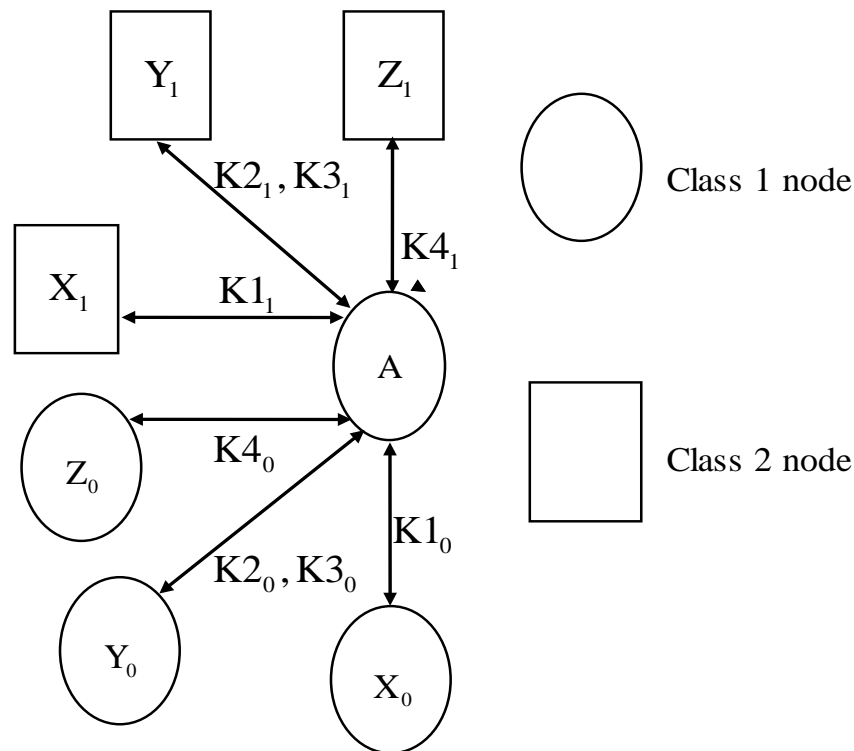 Y₁
Z₁
K2₁, K3₁
Class 1 node
K4₁
X₁
K1₁
A
Z₀
K4₀
Class 2 node
K1₀
K2₀, K3₀
Y₀
X₀